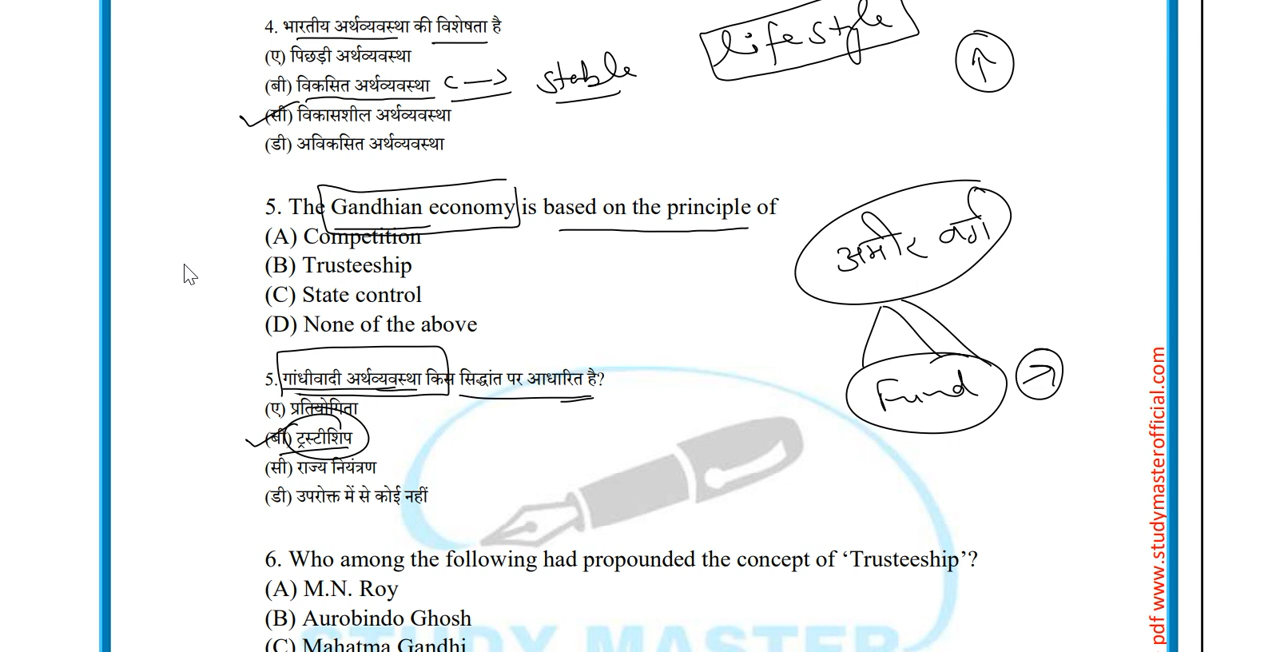 4. भारतीय अर्थव्यवस्था की विशेषता है
(ए) पिछड़ी अर्थव्यवस्था
(बी) विकसित अर्थव्यवस्था
stable
lifestyle
(सी) विकासशील अर्थव्यवस्था
(डी) अविकसित अर्थव्यवस्था
5. The Gandhian economy is based on the principle of
(A) Competition
(B) Trusteeship
(C) State control
(D) None of the above
अमीर वर्ग
Fund
5. गांधीवादी अर्थव्यवस्था किस सिद्धांत पर आधारित है?
(ए) प्रतियोगिता
(बी) ट्रस्टीशिप
(सी) राज्य नियंत्रण
(डी) उपरोक्त में से कोई नहीं
6. Who among the following had propounded the concept of ‘Trusteeship’?
(A) M.N. Roy
(B) Aurobindo Ghosh
(C) Mahatma Gandhi
STUDY MASTER
pdf www.studymasterofficial.com